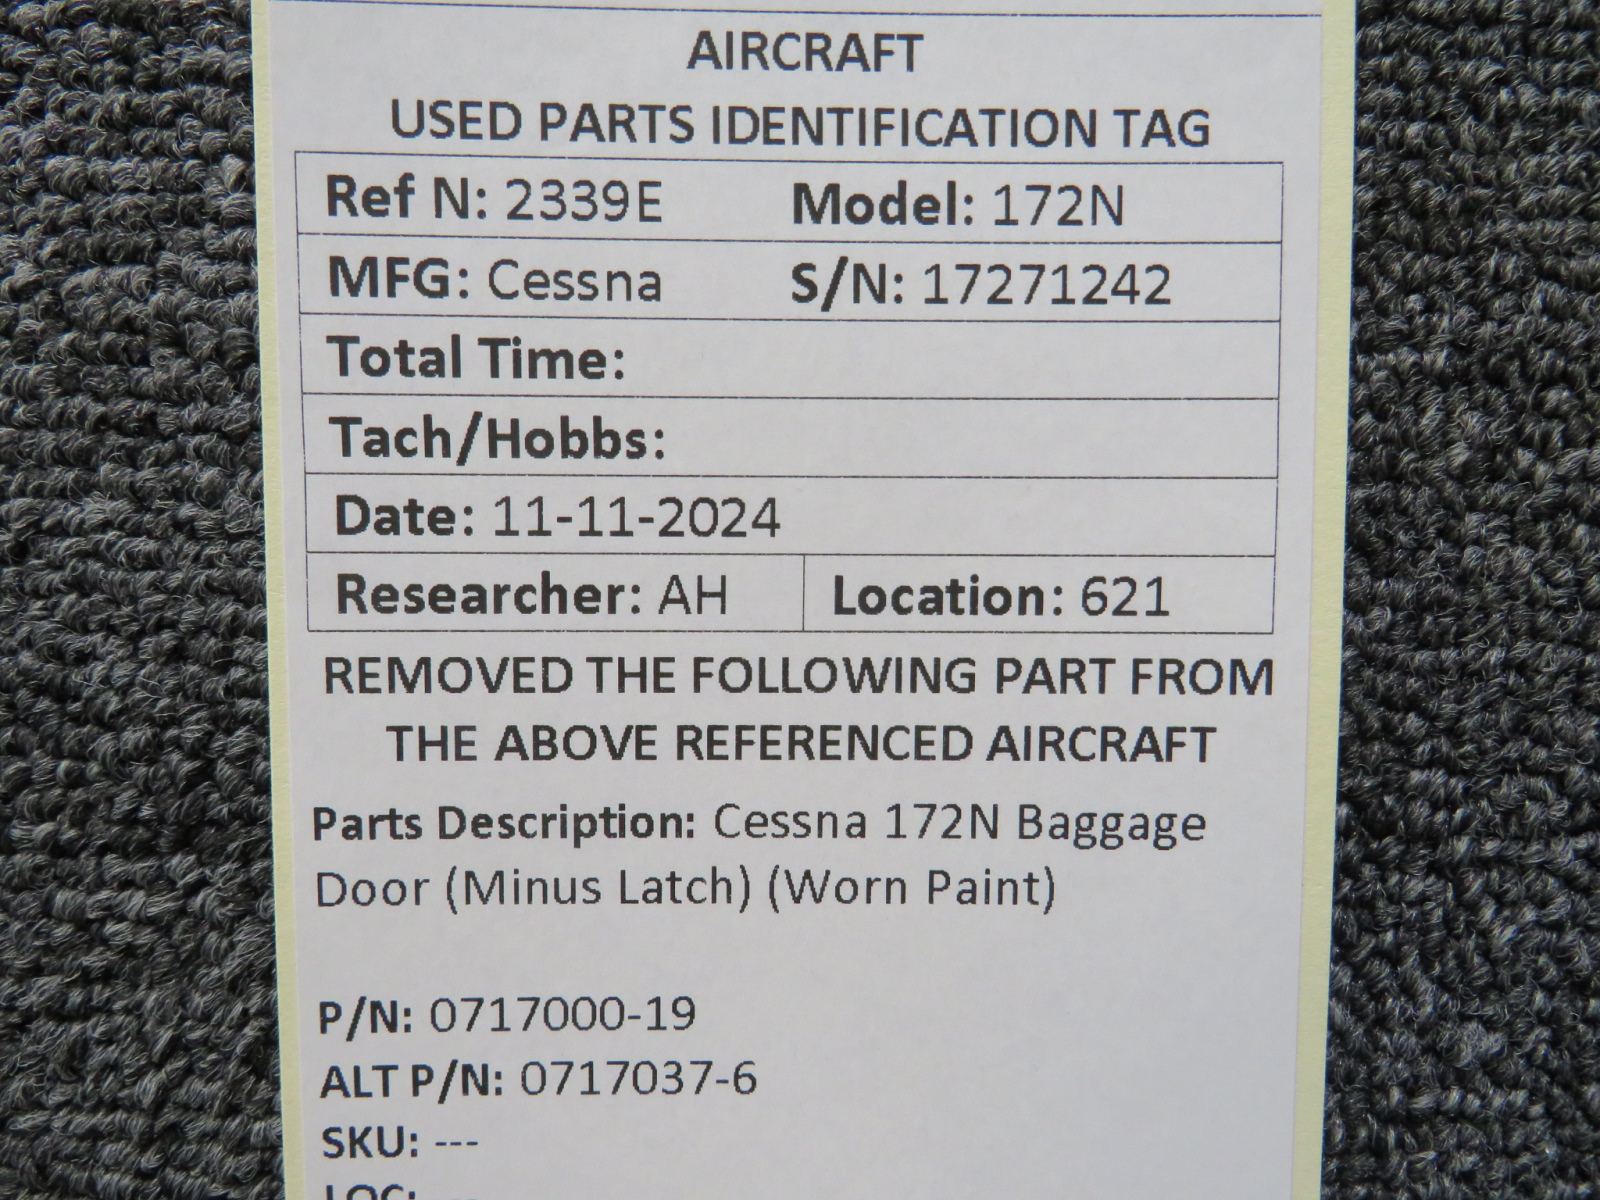 AIRCRAFT
USED PARTS IDENTIFICATION TAG
Ref N: 2339E Model: 172N
MFG: Cessna S/N: 17271242
Total Time:
Tach/Hobbs:
Date: 11-11-2024
Researcher: AH Location: 621
REMOVED THE FOLLOWING PART FROM
THE ABOVE REFERENCED AIRCRAFT
Parts Description: Cessna 172N Baggage
Door (Minus Latch) (Worn Paint)
P/N: 0717000-19
ALT P/N: 0717037-6
SKU: ---
LOC: ---